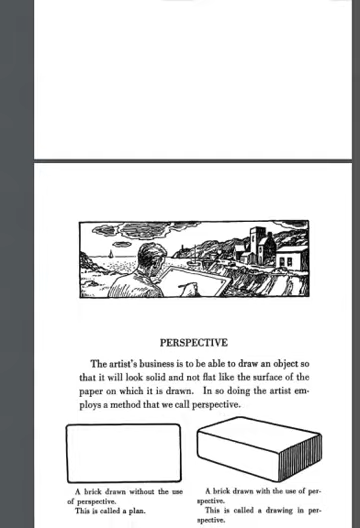 PERSPECTIVE
The artist's business is to be able to draw an object so
that it will look solid and not flat like the surface of the
paper on which it is drawn. In so doing the artist em-
ploys a method that we call perspective.
A brick drawn without the use
of perspective.
This is called a plan.
A brick drawn with the use of per-
spective.
This is called a drawing in per-
spective.